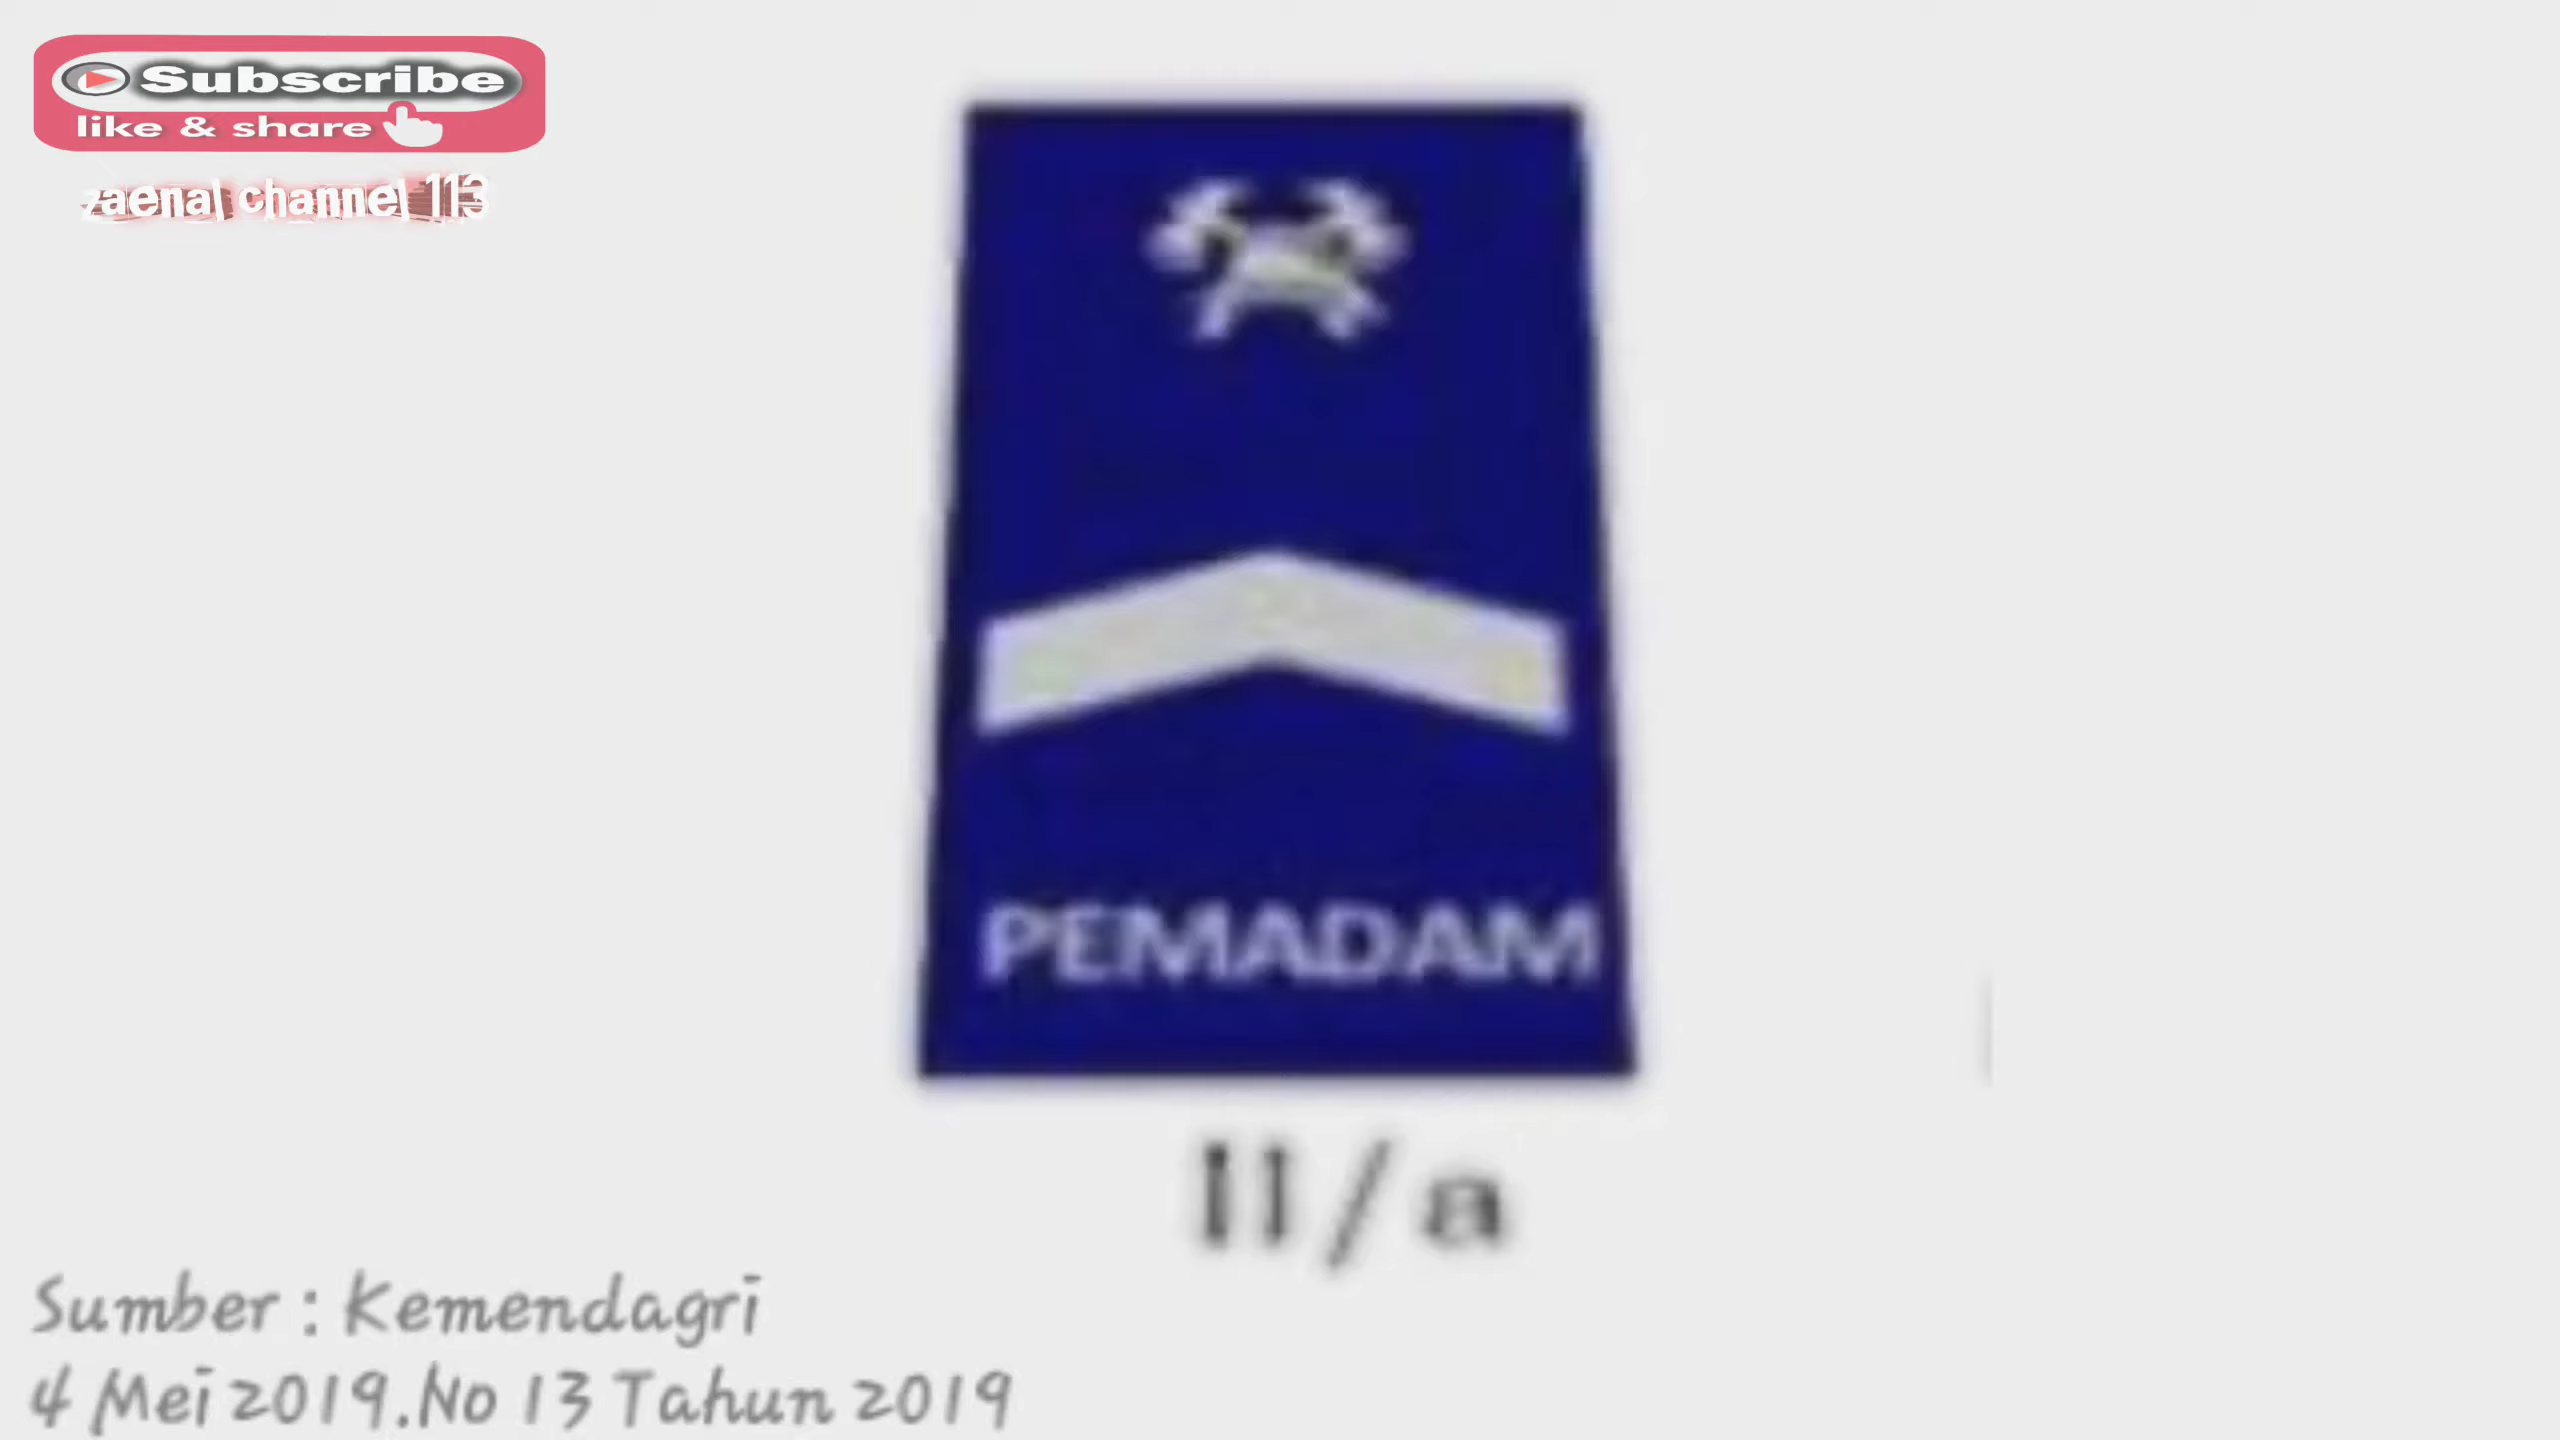 Subscribe
like & share
zaenal channel 113
PEMADAM
II/a
Sumber : Kemendagri
4 Mei 2019.No 13 Tahun 2019